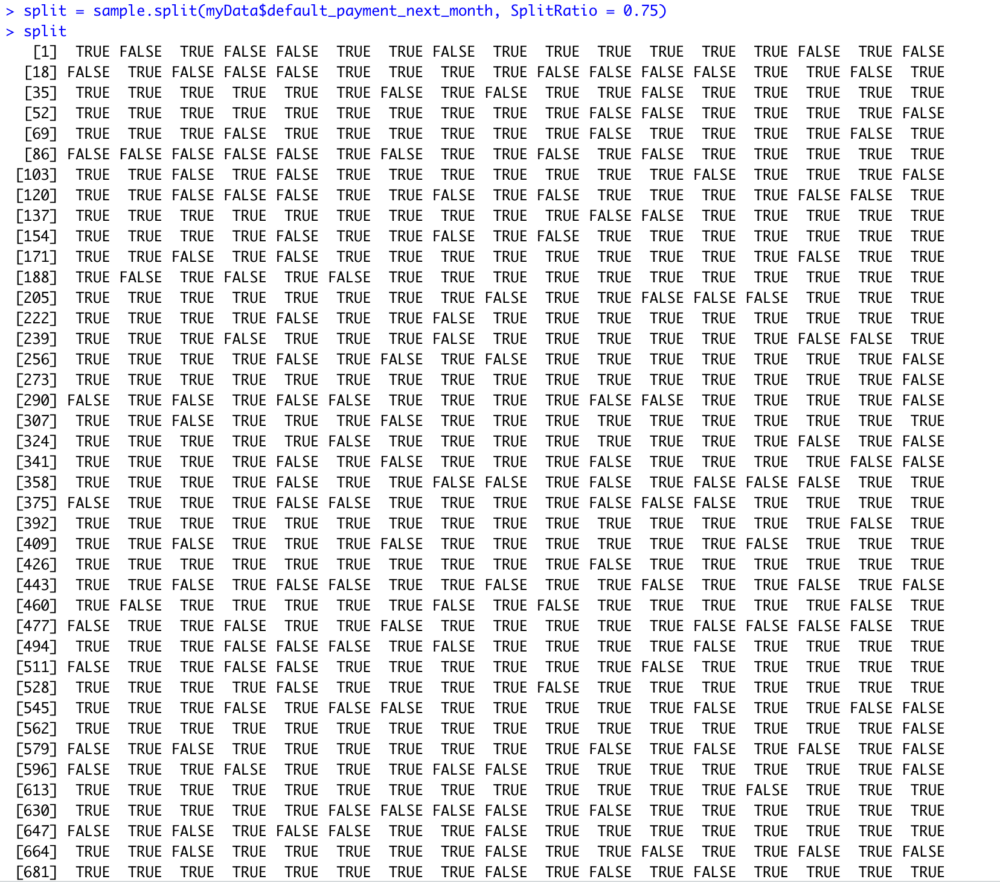 > split = sample.split(myData$default_payment_next_month, SplitRatio = 0.75)
> split
[1] TRUE FALSE TRUE FALSE FALSE TRUE TRUE FALSE TRUE TRUE TRUE TRUE TRUE TRUE FALSE TRUE FALSE
[18] FALSE TRUE FALSE FALSE FALSE TRUE TRUE TRUE TRUE FALSE FALSE FALSE FALSE TRUE TRUE FALSE TRUE
[35] TRUE TRUE TRUE TRUE TRUE TRUE FALSE TRUE FALSE TRUE TRUE FALSE TRUE TRUE TRUE TRUE TRUE
[52] TRUE TRUE TRUE TRUE TRUE TRUE TRUE TRUE TRUE TRUE FALSE FALSE TRUE TRUE TRUE TRUE FALSE
[69] TRUE TRUE TRUE FALSE TRUE TRUE TRUE TRUE TRUE TRUE FALSE TRUE TRUE TRUE TRUE FALSE TRUE
[86] FALSE FALSE FALSE FALSE FALSE TRUE FALSE TRUE TRUE FALSE TRUE FALSE TRUE TRUE TRUE TRUE TRUE
[103] TRUE TRUE FALSE TRUE FALSE TRUE TRUE TRUE TRUE TRUE TRUE TRUE FALSE TRUE TRUE TRUE FALSE
[120] TRUE TRUE FALSE FALSE FALSE TRUE TRUE FALSE TRUE FALSE TRUE TRUE TRUE TRUE FALSE FALSE TRUE
[137] TRUE TRUE TRUE TRUE TRUE TRUE TRUE TRUE TRUE TRUE FALSE FALSE TRUE TRUE TRUE TRUE TRUE
[154] TRUE TRUE TRUE TRUE FALSE TRUE TRUE FALSE TRUE FALSE TRUE TRUE TRUE TRUE TRUE TRUE TRUE
[171] TRUE TRUE FALSE TRUE FALSE TRUE TRUE TRUE TRUE TRUE TRUE TRUE TRUE TRUE FALSE TRUE TRUE
[188] TRUE FALSE TRUE FALSE TRUE FALSE TRUE TRUE TRUE TRUE TRUE TRUE TRUE TRUE TRUE TRUE TRUE
[205] TRUE TRUE TRUE TRUE TRUE TRUE TRUE TRUE FALSE TRUE TRUE FALSE FALSE FALSE TRUE TRUE TRUE
[222] TRUE TRUE TRUE TRUE FALSE TRUE TRUE FALSE TRUE TRUE TRUE TRUE TRUE TRUE TRUE TRUE TRUE
[239] TRUE TRUE TRUE FALSE TRUE TRUE TRUE FALSE TRUE TRUE TRUE TRUE TRUE TRUE FALSE FALSE TRUE
[256] TRUE TRUE TRUE TRUE FALSE TRUE FALSE TRUE FALSE TRUE TRUE TRUE TRUE TRUE TRUE TRUE FALSE
[273] TRUE TRUE TRUE TRUE TRUE TRUE TRUE TRUE TRUE TRUE TRUE TRUE TRUE TRUE TRUE TRUE FALSE
[290] FALSE TRUE FALSE TRUE FALSE FALSE TRUE TRUE TRUE TRUE FALSE FALSE TRUE TRUE TRUE TRUE FALSE
[307] TRUE TRUE FALSE TRUE TRUE TRUE FALSE TRUE TRUE TRUE TRUE TRUE TRUE TRUE TRUE TRUE TRUE
[324] TRUE TRUE TRUE TRUE TRUE FALSE TRUE TRUE TRUE TRUE TRUE TRUE TRUE TRUE FALSE TRUE FALSE
[341] TRUE TRUE TRUE TRUE FALSE TRUE FALSE TRUE TRUE TRUE FALSE TRUE TRUE TRUE TRUE FALSE FALSE
[358] TRUE TRUE TRUE TRUE FALSE TRUE TRUE FALSE FALSE TRUE FALSE TRUE FALSE FALSE FALSE TRUE TRUE
[375] FALSE TRUE TRUE TRUE FALSE FALSE TRUE TRUE TRUE TRUE FALSE FALSE FALSE TRUE TRUE TRUE TRUE
[392] TRUE TRUE TRUE TRUE TRUE TRUE TRUE TRUE TRUE TRUE TRUE TRUE TRUE TRUE TRUE FALSE TRUE
[409] TRUE TRUE FALSE TRUE TRUE TRUE FALSE TRUE TRUE TRUE TRUE TRUE TRUE FALSE TRUE TRUE TRUE
[426] TRUE TRUE TRUE TRUE TRUE TRUE TRUE TRUE TRUE TRUE FALSE TRUE TRUE TRUE TRUE TRUE TRUE
[443] TRUE TRUE FALSE TRUE FALSE FALSE TRUE TRUE FALSE TRUE TRUE FALSE TRUE TRUE FALSE TRUE FALSE
[460] TRUE FALSE TRUE TRUE TRUE TRUE TRUE FALSE TRUE FALSE TRUE TRUE TRUE TRUE TRUE FALSE TRUE
[477] FALSE TRUE TRUE FALSE TRUE TRUE FALSE TRUE TRUE TRUE TRUE TRUE FALSE FALSE FALSE FALSE TRUE
[494] TRUE TRUE TRUE FALSE FALSE FALSE TRUE FALSE TRUE TRUE TRUE TRUE FALSE TRUE TRUE TRUE TRUE
[511] FALSE TRUE TRUE FALSE FALSE TRUE TRUE TRUE TRUE TRUE TRUE FALSE TRUE TRUE TRUE TRUE TRUE
[528] TRUE TRUE TRUE TRUE FALSE TRUE TRUE TRUE TRUE FALSE TRUE TRUE TRUE TRUE TRUE TRUE TRUE
[545] TRUE TRUE TRUE FALSE TRUE FALSE FALSE TRUE TRUE TRUE TRUE TRUE FALSE TRUE TRUE FALSE FALSE
[562] TRUE TRUE TRUE TRUE TRUE TRUE TRUE TRUE TRUE TRUE TRUE TRUE TRUE TRUE TRUE TRUE FALSE
[579] FALSE TRUE FALSE TRUE TRUE TRUE TRUE TRUE TRUE TRUE FALSE TRUE FALSE TRUE FALSE TRUE FALSE
[596] FALSE TRUE TRUE FALSE TRUE TRUE TRUE FALSE FALSE TRUE TRUE TRUE TRUE TRUE TRUE TRUE FALSE
[613] TRUE TRUE TRUE TRUE TRUE TRUE TRUE TRUE TRUE TRUE TRUE TRUE TRUE FALSE TRUE TRUE TRUE
[630] TRUE TRUE TRUE TRUE TRUE FALSE FALSE FALSE FALSE TRUE FALSE TRUE TRUE TRUE TRUE TRUE TRUE
[647] FALSE TRUE FALSE TRUE FALSE FALSE TRUE TRUE FALSE TRUE TRUE TRUE TRUE TRUE TRUE TRUE TRUE
[664] TRUE TRUE FALSE TRUE TRUE TRUE TRUE TRUE FALSE TRUE TRUE FALSE TRUE TRUE FALSE TRUE FALSE
[681] TRUE TRUE TRUE TRUE TRUE TRUE TRUE TRUE FALSE TRUE FALSE TRUE FALSE TRUE TRUE TRUE TRUE